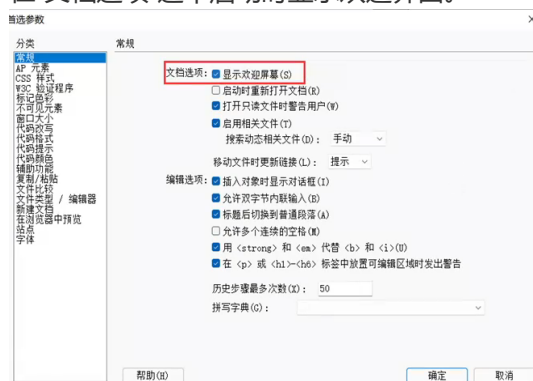 首选参数
分类
常规
常规
AP 元素
CSS 样式
W3C 验证程序
标记色彩
不可见元素
窗口大小
代码改写
代码格式
代码提示
代码颜色
辅助功能
复制/粘贴
文件比较
文件类型 / 编辑器
新建文档
在浏览器中预览
站点
字体
文档选项: 显示欢迎屏幕(S)
启动时重新打开文档(R)
打开只读文件时警告用户(W)
启用相关文件(T)
搜索动态相关文件(D): 手动
移动文件时更新链接(L): 提示
编辑选项: 插入对象时显示对话框(I)
允许双字节内联输入(B)
标题后切换到普通段落(A)
允许多个连续的空格(M)
用 <strong> 和 <em> 代替 <b> 和 <i>(U)
在 <p> 或 <h1>-<h6> 标签中放置可编辑区域时发出警告
历史步骤最多次数(X): 50
拼写字典(G):
帮助(H)
确定
取消